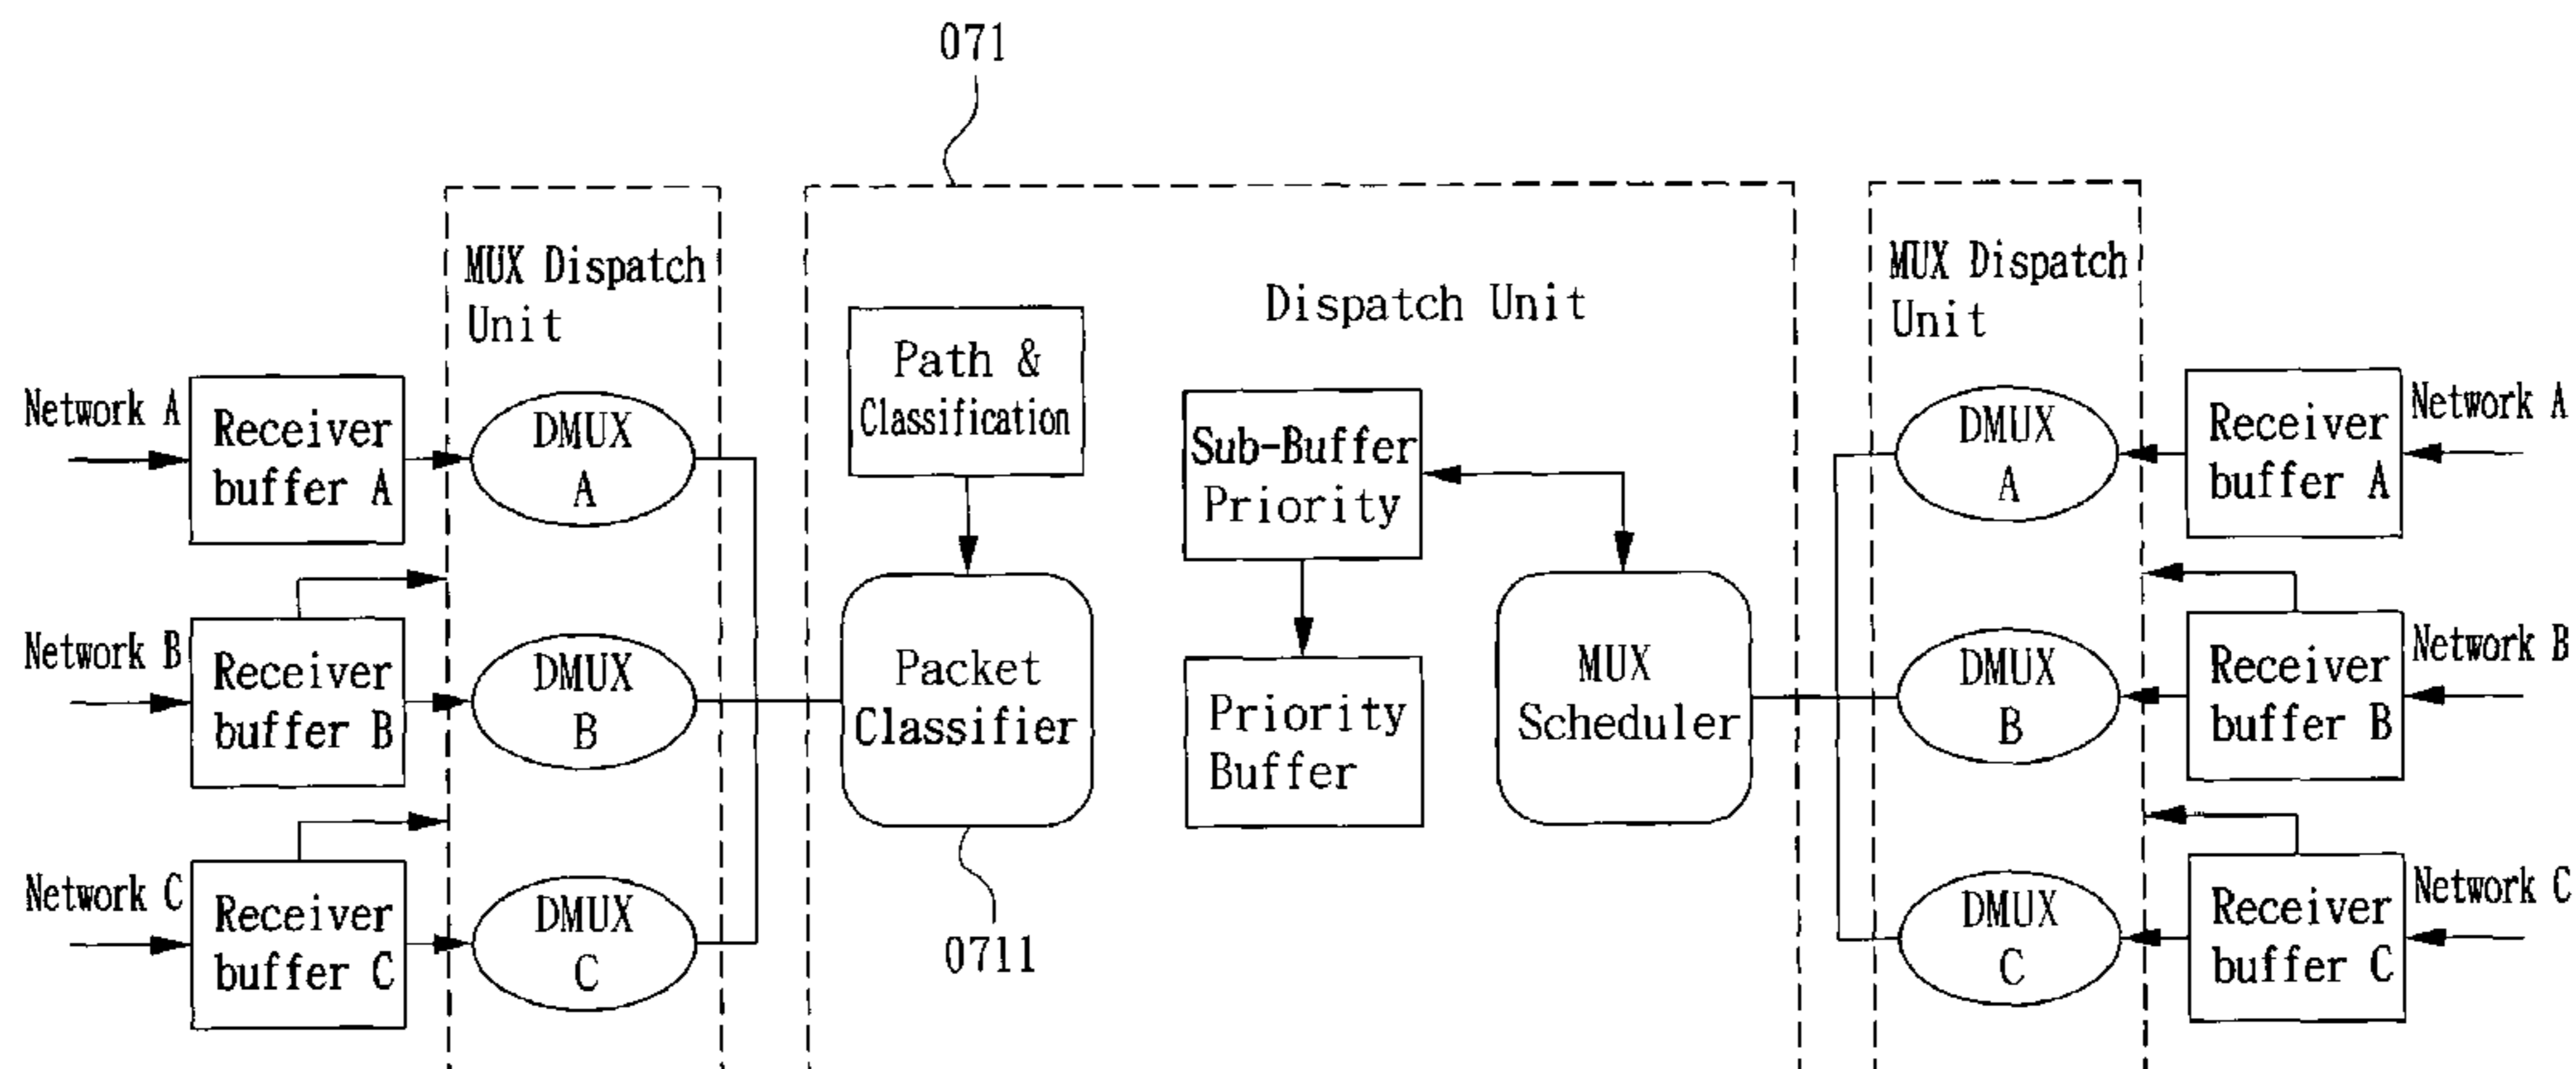 071
MUX Dispatch
Unit
Dispatch Unit
MUX Dispatch
Unit
Path &
Classification
Network A
Receiver
buffer A
DMUX
A
Sub-Buffer
Priority
DMUX
A
Receiver
buffer A
Network A
Network B
Receiver
buffer B
DMUX
B
Packet
Classifier
Priority
Buffer
MUX
Scheduler
DMUX
B
Receiver
buffer B
Network B
Network C
Receiver
buffer C
DMUX
C
0711
DMUX
C
Receiver
buffer C
Network C